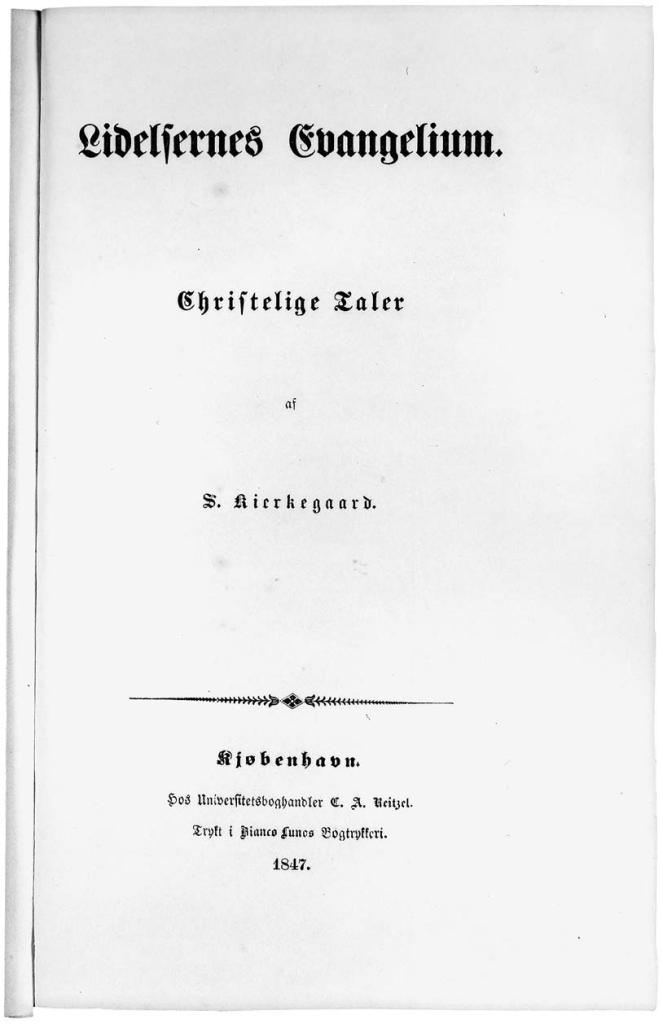 Lidelsernes Evangelium.
Christelige Taler
af
S. Kierkegaard.
Kjøbenhavn.
Hos Universitetsboghandler C. A. Reitzel.
Trykt i Bianco Lunos Bogtrykkeri.
1847.